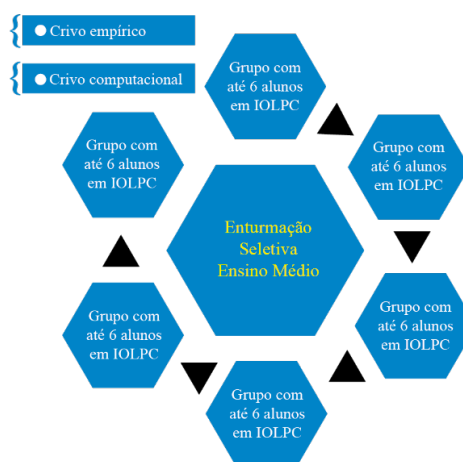 Crivo empírico
Crivo computacional
Grupo com
até 6 alunos
em IOLPC
Grupo com
até 6 alunos
em IOLPC
Grupo com
até 6 alunos
em IOLPC
Enturmação
Seletiva
Ensino Médio
Grupo com
até 6 alunos
em IOLPC
Grupo com
até 6 alunos
em IOLPC
Grupo com
até 6 alunos
em IOLPC